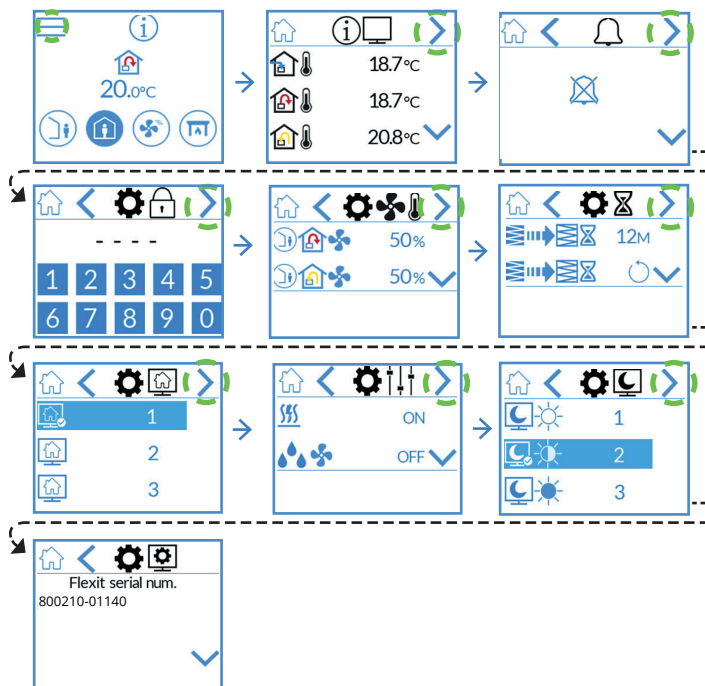 i
20.0°C
i
18.7°C
18.7°C
20.8°C
- - - -
1 2 3 4 5
6 7 8 9 0
50%
50%
12M
1
2
3
ON
OFF
1
2
3
Flexit serial num.
800210-01140